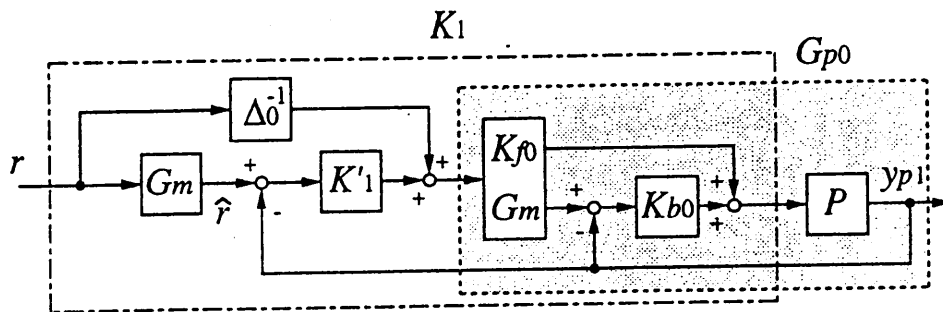 K1
Gp0
Δ0^-1
r
Gm
+
r̂
-
K'1
+
+
Kf0
Gm
+
-
Kb0
+
+
P
yp1